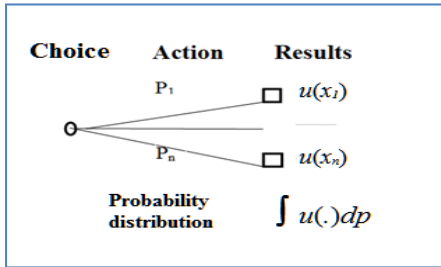 Choice Action Results
P₁
u(x₁)
Pₙ
u(xₙ)
Probability
distribution
∫ u(.)dp